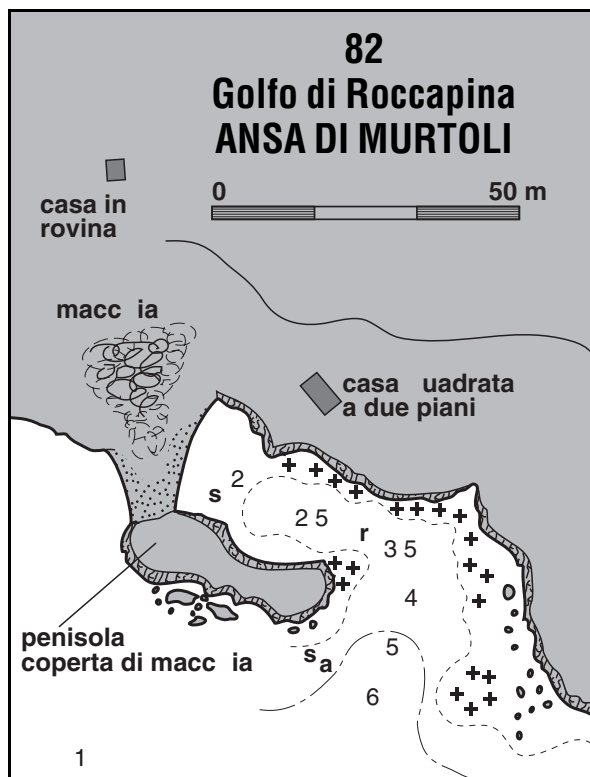 82
Golfo di Roccapina
ANSA DI MURTOLI
0 50 m
casa in
rovina
macc ia
casa uadrata
a due piani
s
2
2 5
r
3 5
4
penisola
coperta di macc ia
s
a
5
6
1